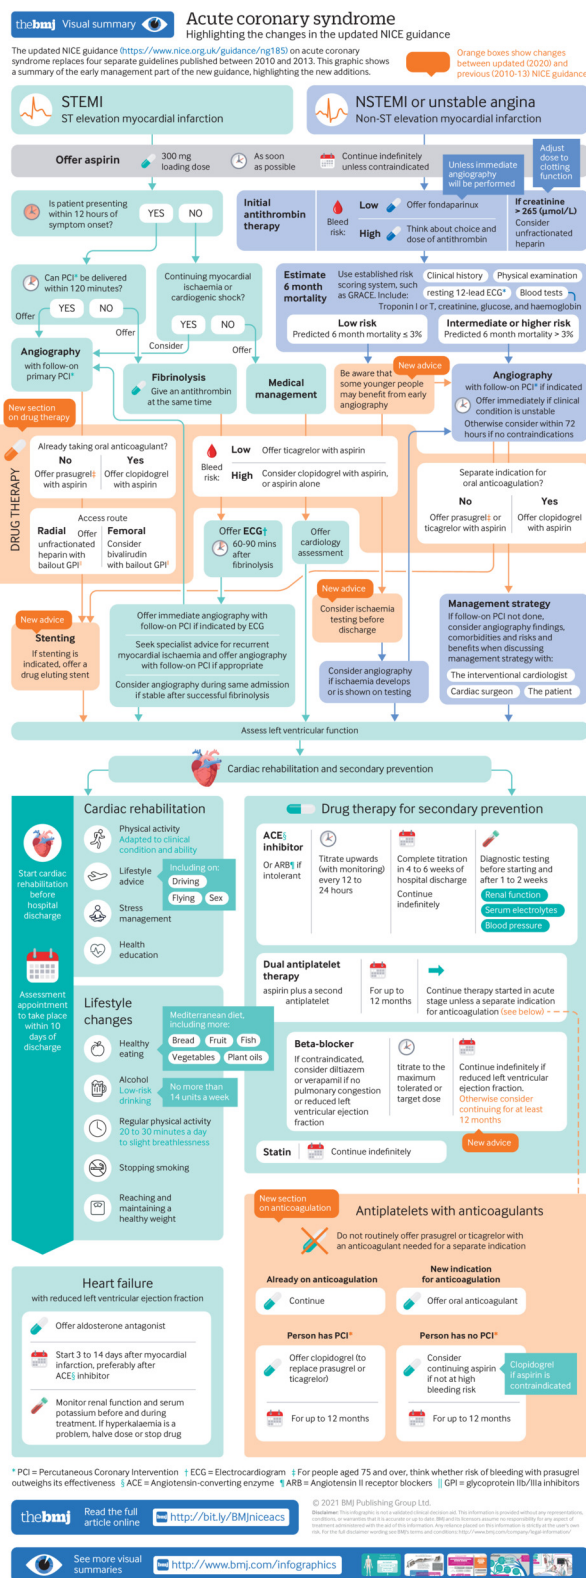 thebmj Visual summary
Acute coronary syndrome
Highlighting the changes in the updated NICE guidance
The updated NICE guidance (https://www.nice.org.uk/guidance/ng185) on acute coronary
syndrome replaces four separate guidelines published between 2010 and 2013. This graphic shows
a summary of the early management part of the new guidance, highlighting the new additions.
Orange boxes show changes
between updated (2020) and
previous (2010-13) NICE guidance
STEMI
ST elevation myocardial infarction
NSTEMI or unstable angina
Non-ST elevation myocardial infarction
Offer aspirin
300 mg
loading dose
As soon
as possible
Continue indefinitely
unless contraindicated
Unless immediate
angiography
will be performed
Adjust
dose to
clotting
function
Is patient presenting
within 12 hours of
symptom onset?
YES
NO
Initial
antithrombin
therapy
Bleed
risk:
Low
Offer fondaparinux
High
Think about choice and
dose of antithrombin
If creatinine
> 265 (µmol/L)
Consider
unfractionated
heparin
Can PCI* be delivered
within 120 minutes?
YES
NO
Continuing myocardial
ischaemia or
cardiogenic shock?
YES
NO
Offer
Offer
Consider
Offer
Estimate
6 month
mortality
Use established risk
scoring system, such
as GRACE. Include:
Clinical history
Physical examination
resting 12-lead ECG*
Blood tests
Troponin I or T, creatinine, glucose, and haemoglobin
Low risk
Predicted 6 month mortality ≤ 3%
Intermediate or higher risk
Predicted 6 month mortality > 3%
Angiography
with follow-on
primary PCI*
Fibrinolysis
Give an antithrombin
at the same time
Medical
management
New advice
Be aware that
some younger people
may benefit from early
angiography
Angiography
with follow-on PCI* if indicated
Offer immediately if clinical
condition is unstable
Otherwise consider within 72
hours if no contraindications
New section
on drug therapy
DRUG THERAPY
Already taking oral anticoagulant?
No
Offer prasugrel‡
with aspirin
Yes
Offer clopidogrel
with aspirin
Access route
Radial
Offer
unfractionated
heparin with
bailout GPI‖
Femoral
Consider
bivalirudin
with bailout GPI‖
Bleed
risk:
Low
Offer ticagrelor with aspirin
High
Consider clopidogrel with aspirin,
or aspirin alone
Separate indication for
oral anticoagulation?
No
Offer prasugrel‡ or
ticagrelor with aspirin
Yes
Offer clopidogrel
with aspirin
Offer ECG†
60-90 mins
after
fibrinolysis
Offer
cardiology
assessment
New advice
Stenting
If stenting is
indicated, offer a
drug eluting stent
Offer immediate angiography with
follow-on PCI if indicated by ECG
Seek specialist advice for recurrent
myocardial ischaemia and offer angiography
with follow-on PCI if appropriate
Consider angiography during same admission
if stable after successful fibrinolysis
New advice
Consider ischaemia
testing before
discharge
Consider angiography
if ischaemia develops
or is shown on testing
Management strategy
If follow-on PCI not done,
consider angiography findings,
comorbidities and risks and
benefits when discussing
management strategy with:
The interventional cardiologist
Cardiac surgeon
The patient
Assess left ventricular function
Cardiac rehabilitation and secondary prevention
Start cardiac
rehabilitation
before
hospital
discharge
Assessment
appointment
to take place
within 10
days of
discharge
Cardiac rehabilitation
Physical activity
Adapted to clinical
condition and ability
Lifestyle
advice
Including on:
Driving
Flying
Sex
Stress
management
Health
education
Lifestyle
changes
Mediterranean diet,
including more:
Bread
Fruit
Fish
Vegetables
Plant oils
Healthy
eating
Alcohol
Low-risk
drinking
No more than
14 units a week
Regular physical activity
20 to 30 minutes a day
to slight breathlessness
Stopping smoking
Reaching and
maintaining a
healthy weight
Drug therapy for secondary prevention
ACE§
inhibitor
Or ARB¶ if
intolerant
Titrate upwards
(with monitoring)
every 12 to
24 hours
Complete titration
in 4 to 6 weeks of
hospital discharge
Continue
indefinitely
Diagnostic testing
before starting and
after 1 to 2 weeks
Renal function
Serum electrolytes
Blood pressure
Dual antiplatelet
therapy
aspirin plus a second
antiplatelet
For up to
12 months
Continue therapy started in acute
stage unless a separate indication
for anticoagulation (see below)
Beta-blocker
If contraindicated,
consider diltiazem
or verapamil if no
pulmonary congestion
or reduced left
ventricular ejection
fraction
titrate to the
maximum
tolerated or
target dose
Continue indefinitely if
reduced left ventricular
ejection fraction.
Otherwise consider
continuing for at least
12 months
New advice
Statin
Continue indefinitely
New section
on anticoagulation
Antiplatelets with anticoagulants
Do not routinely offer prasugrel or ticagrelor with
an anticoagulant needed for a separate indication
Already on anticoagulation
Continue
New indication
for anticoagulation
Offer oral anticoagulant
Person has PCI*
Offer clopidogrel (to
replace prasugrel or
ticagrelor)
For up to 12 months
Person has no PCI*
Consider
continuing aspirin
if not at high
bleeding risk
Clopidogrel
if aspirin is
contraindicated
For up to 12 months
Heart failure
with reduced left ventricular ejection fraction
Offer aldosterone antagonist
Start 3 to 14 days after myocardial
infarction, preferably after
ACE§ inhibitor
Monitor renal function and serum
potassium before and during
treatment. If hyperkalaemia is a
problem, halve dose or stop drug
* PCI = Percutaneous Coronary Intervention † ECG = Electrocardiogram ‡ For people aged 75 and over, think whether risk of bleeding with prasugrel
outweighs its effectiveness § ACE = Angiotensin-converting enzyme ¶ ARB = Angiotensin II receptor blockers ‖ GPI = glycoprotein IIb/IIIa inhibitors
thebmj
Read the full
article online
http://bit.ly/BMJniceacs
© 2021 BMJ Publishing Group Ltd.
See more visual
summaries
http://www.bmj.com/infographics